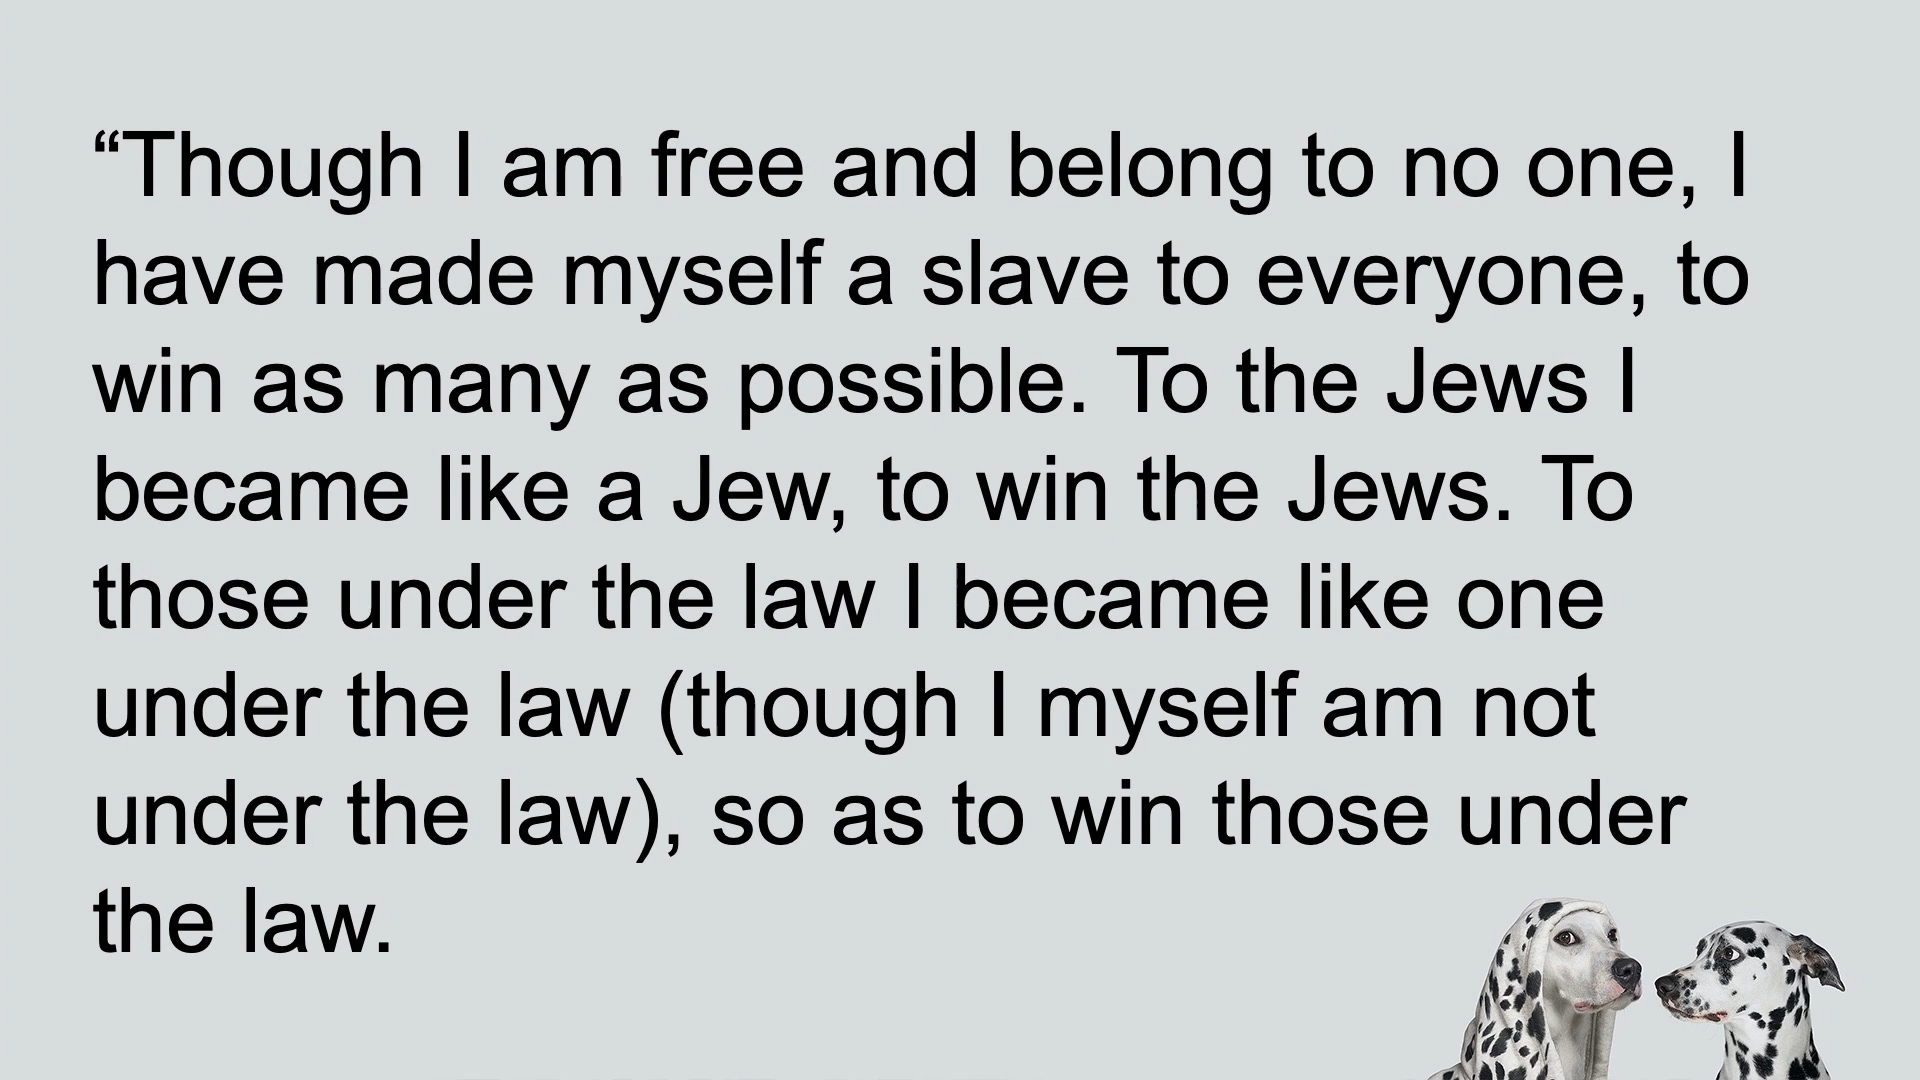 “Though I am free and belong to no one, I
have made myself a slave to everyone, to
win as many as possible. To the Jews I
became like a Jew, to win the Jews. To
those under the law I became like one
under the law (though I myself am not
under the law), so as to win those under
the law.